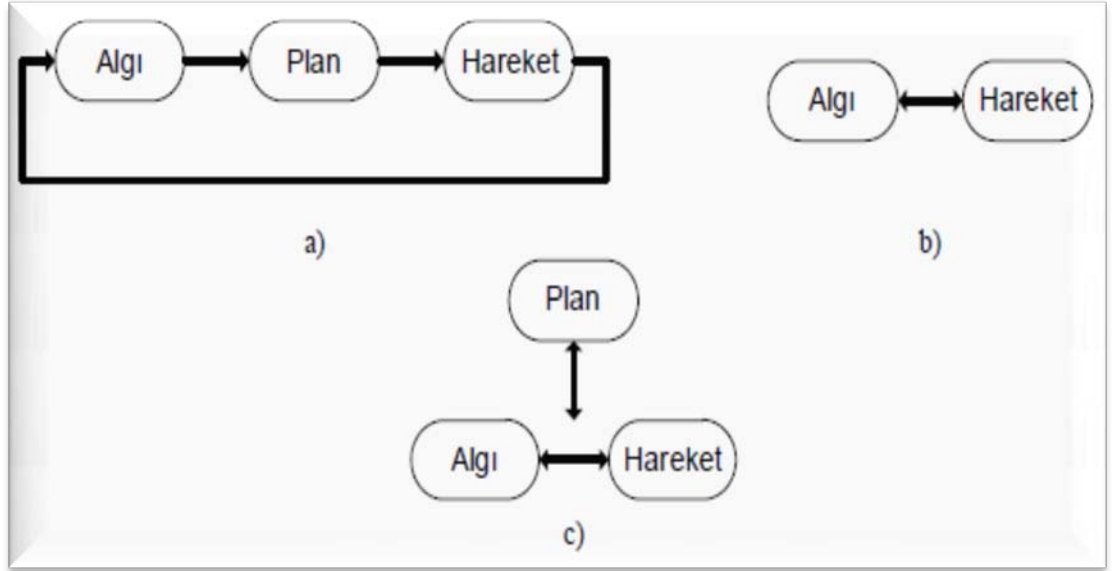 Algı Plan Hareket
Algı Hareket
a)
b)
Plan
Algı Hareket
c)